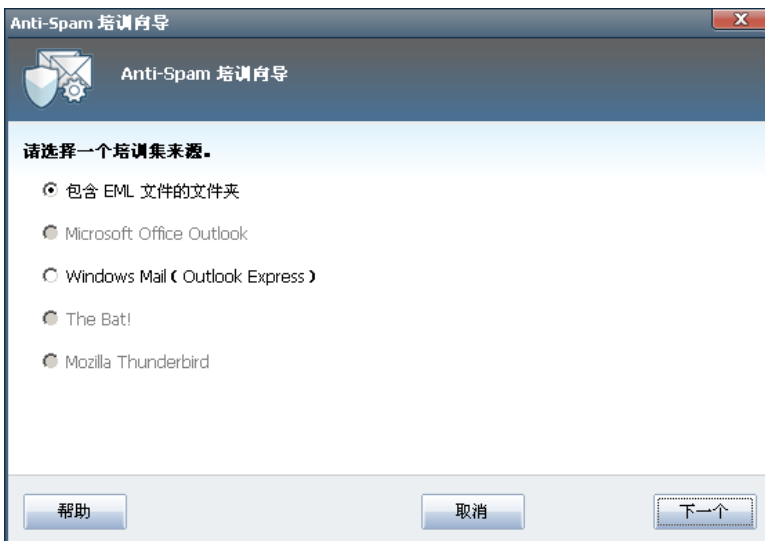 Anti-Spam 培训向导
Anti-Spam 培训向导
请选择一个培训集来源。
包含 EML 文件的文件夹
Microsoft Office Outlook
Windows Mail ( Outlook Express )
The Bat!
Mozilla Thunderbird
帮助
取消
下一个